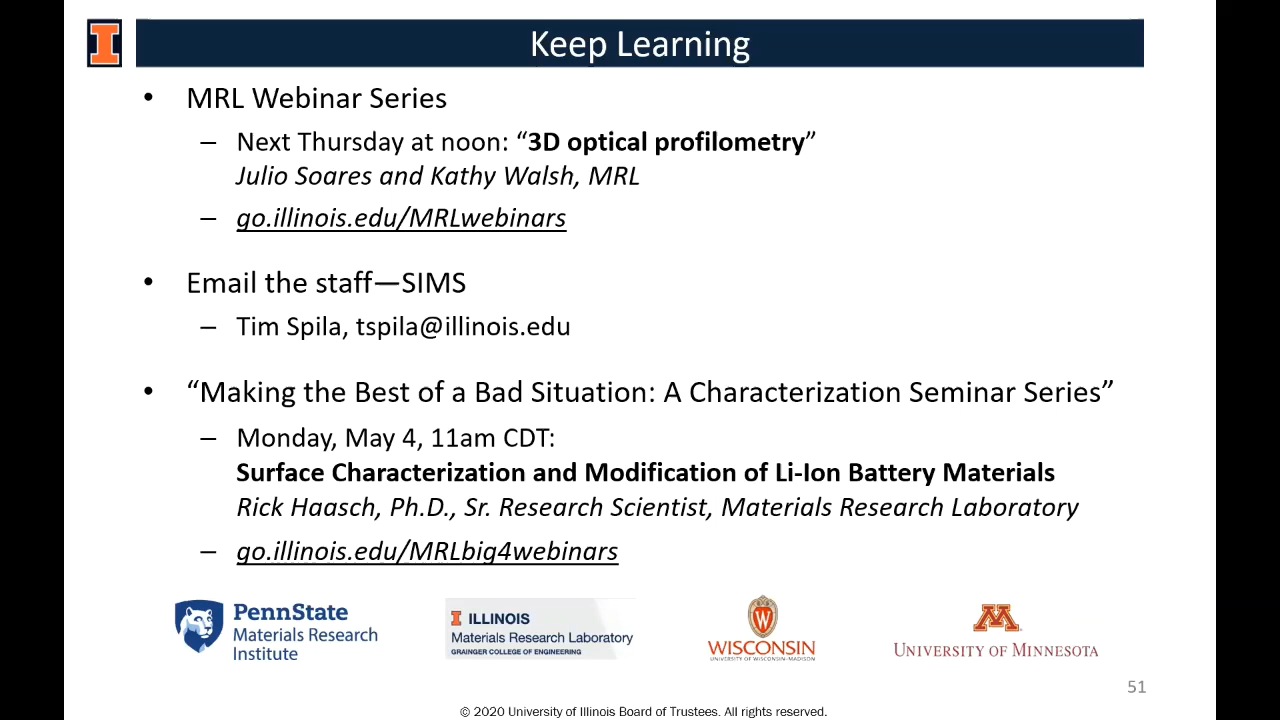 Keep Learning
• MRL Webinar Series
– Next Thursday at noon: “3D optical profilometry”
Julio Soares and Kathy Walsh, MRL
– go.illinois.edu/MRLwebinars
• Email the staff—SIMS
– Tim Spila, tspila@illinois.edu
• “Making the Best of a Bad Situation: A Characterization Seminar Series”
– Monday, May 4, 11am CDT:
Surface Characterization and Modification of Li-Ion Battery Materials
Rick Haasch, Ph.D., Sr. Research Scientist, Materials Research Laboratory
– go.illinois.edu/MRLbig4webinars
PennState
Materials Research
Institute
I ILLINOIS
Materials Research Laboratory
GRAINGER COLLEGE OF ENGINEERING
W
WISCONSIN
UNIVERSITY OF WISCONSIN–MADISON
M
UNIVERSITY OF MINNESOTA
51
© 2020 University of Illinois Board of Trustees. All rights reserved.